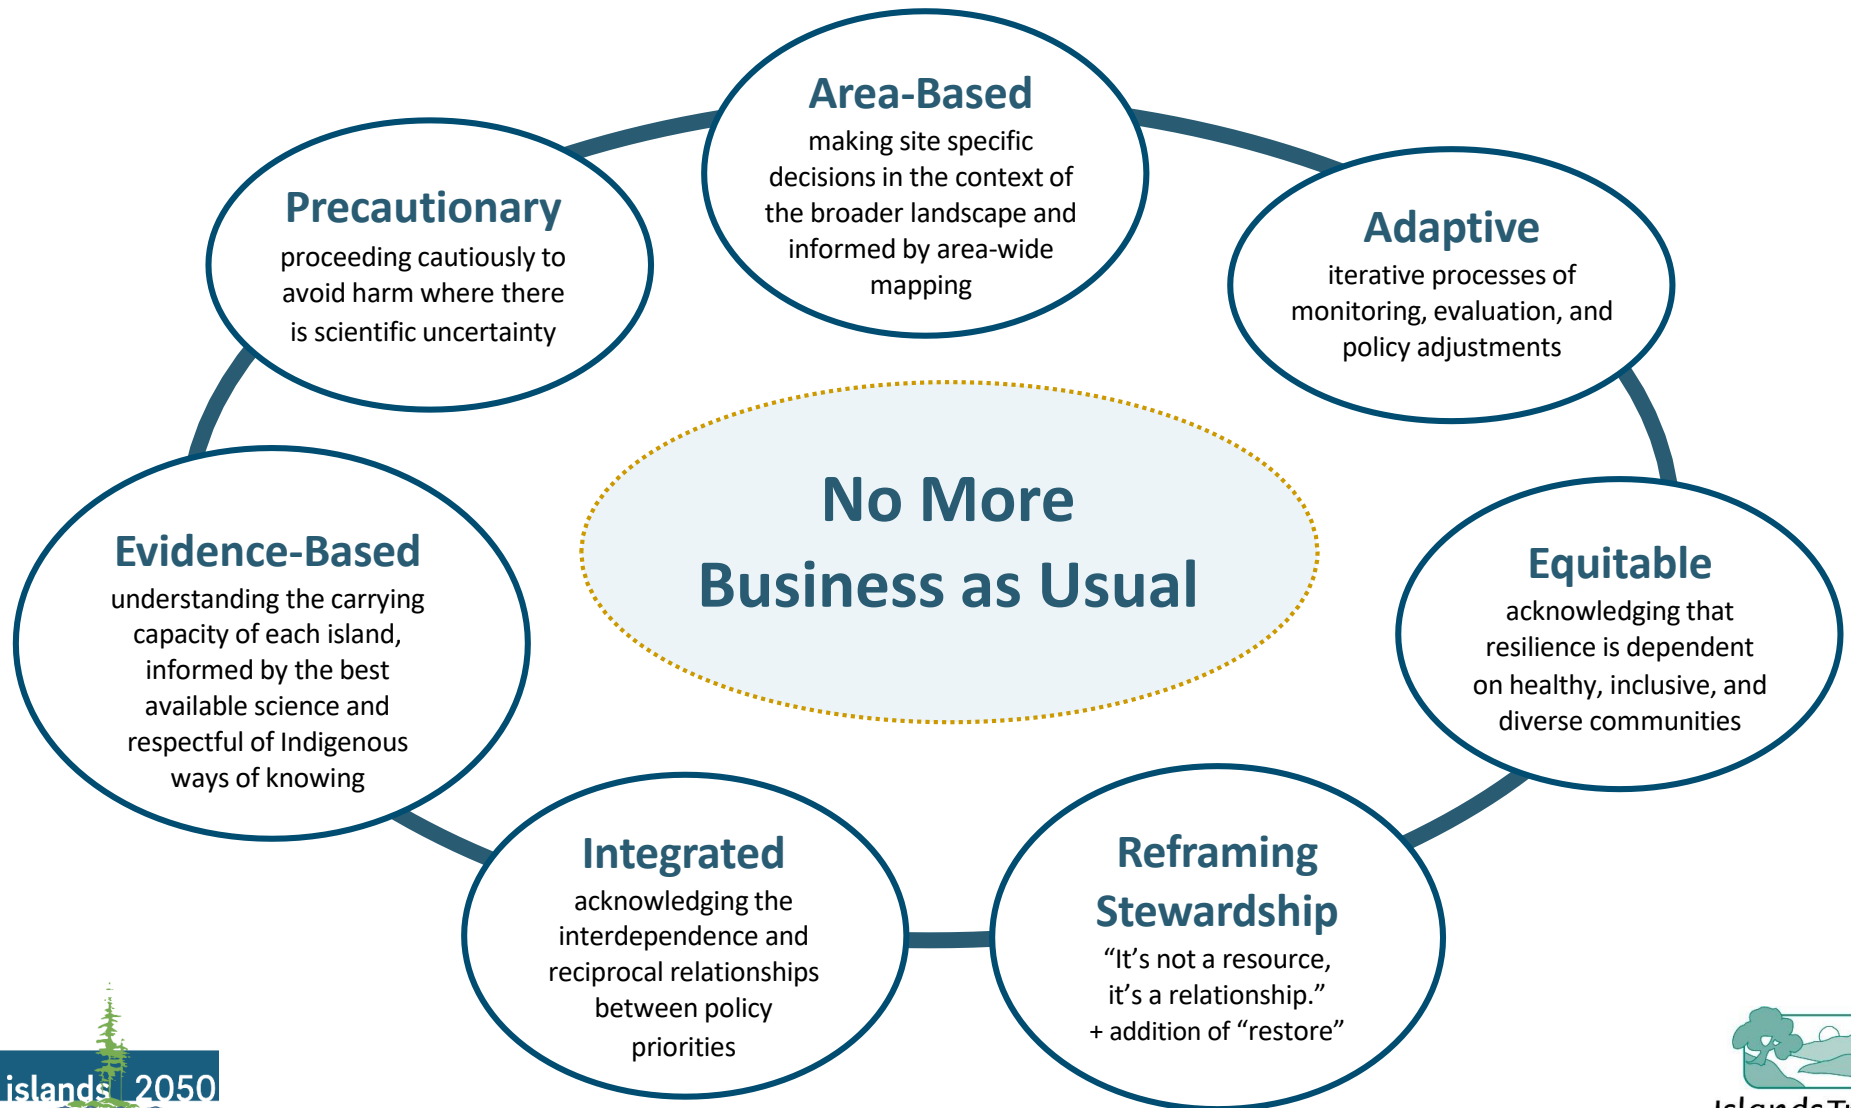 Area-Based
making site specific
decisions in the context of
the broader landscape and
informed by area-wide
mapping
Precautionary
proceeding cautiously to
avoid harm where there
is scientific uncertainty
Adaptive
iterative processes of
monitoring, evaluation, and
policy adjustments
No More
Business as Usual
Evidence-Based
understanding the carrying
capacity of each island,
informed by the best
available science and
respectful of Indigenous
ways of knowing
Equitable
acknowledging that
resilience is dependent
on healthy, inclusive, and
diverse communities
Integrated
acknowledging the
interdependence and
reciprocal relationships
between policy
priorities
Reframing
Stewardship
“It’s not a resource,
it’s a relationship.”
+ addition of “restore”
islands 2050
Islands